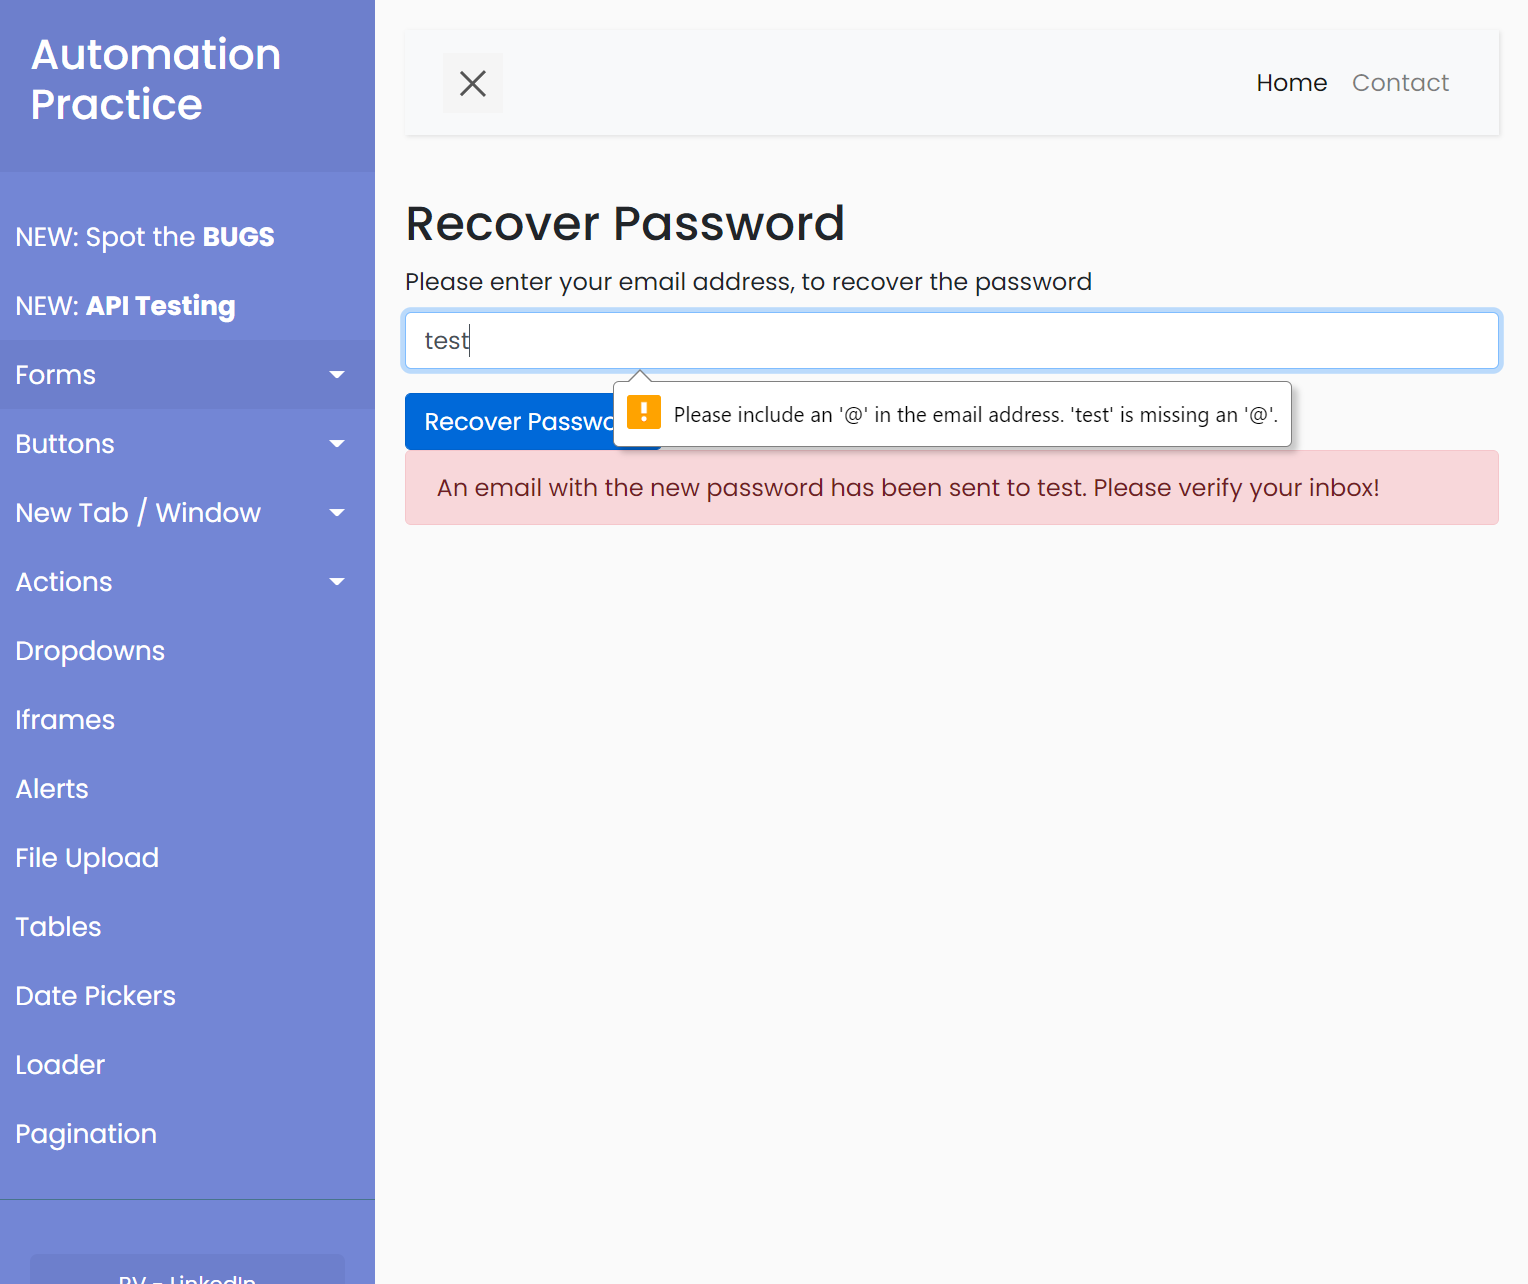 Automation
Practice
NEW: Spot the BUGS
NEW: API Testing
Forms
Buttons
New Tab / Window
Actions
Dropdowns
Iframes
Alerts
File Upload
Tables
Date Pickers
Loader
Pagination
RV - LinkedIn
Home Contact
Recover Password
Please enter your email address, to recover the password
test
Please include an '@' in the email address. 'test' is missing an '@'.
Recover
An email with the new password has been sent to test. Please verify your inbox!